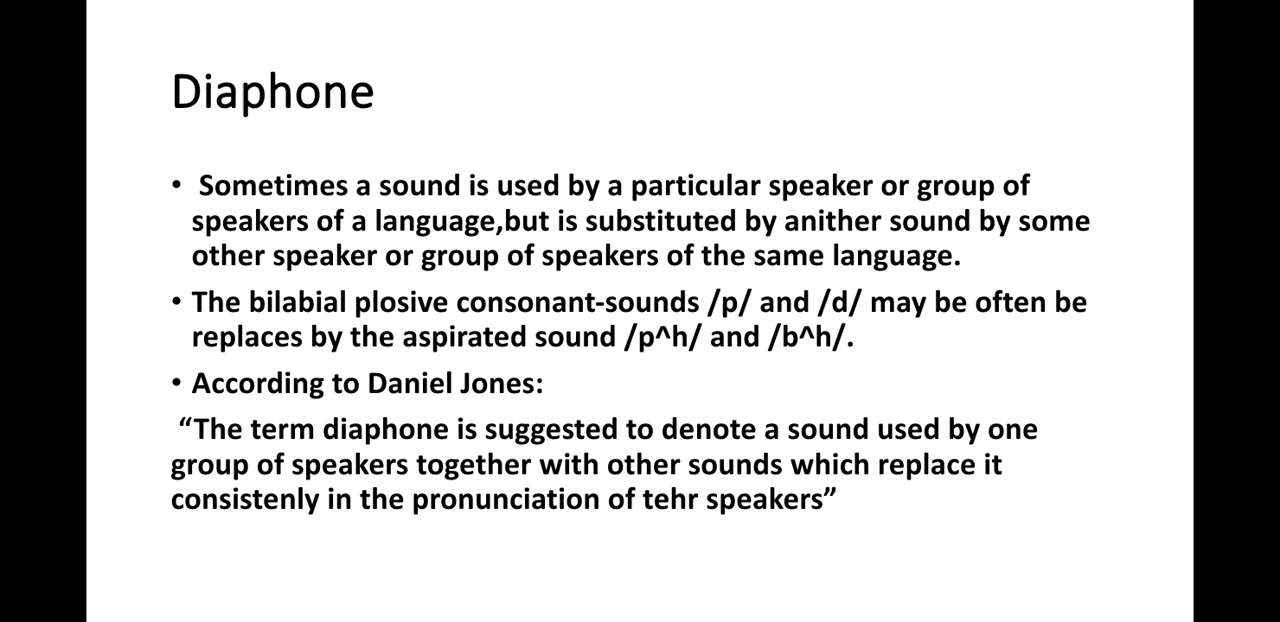 Diaphone
• Sometimes a sound is used by a particular speaker or group of
speakers of a language,but is substituted by anither sound by some
other speaker or group of speakers of the same language.
• The bilabial plosive consonant-sounds /p/ and /d/ may be often be
replaces by the aspirated sound /p^h/ and /b^h/.
• According to Daniel Jones:
“The term diaphone is suggested to denote a sound used by one
group of speakers together with other sounds which replace it
consistenly in the pronunciation of tehr speakers”